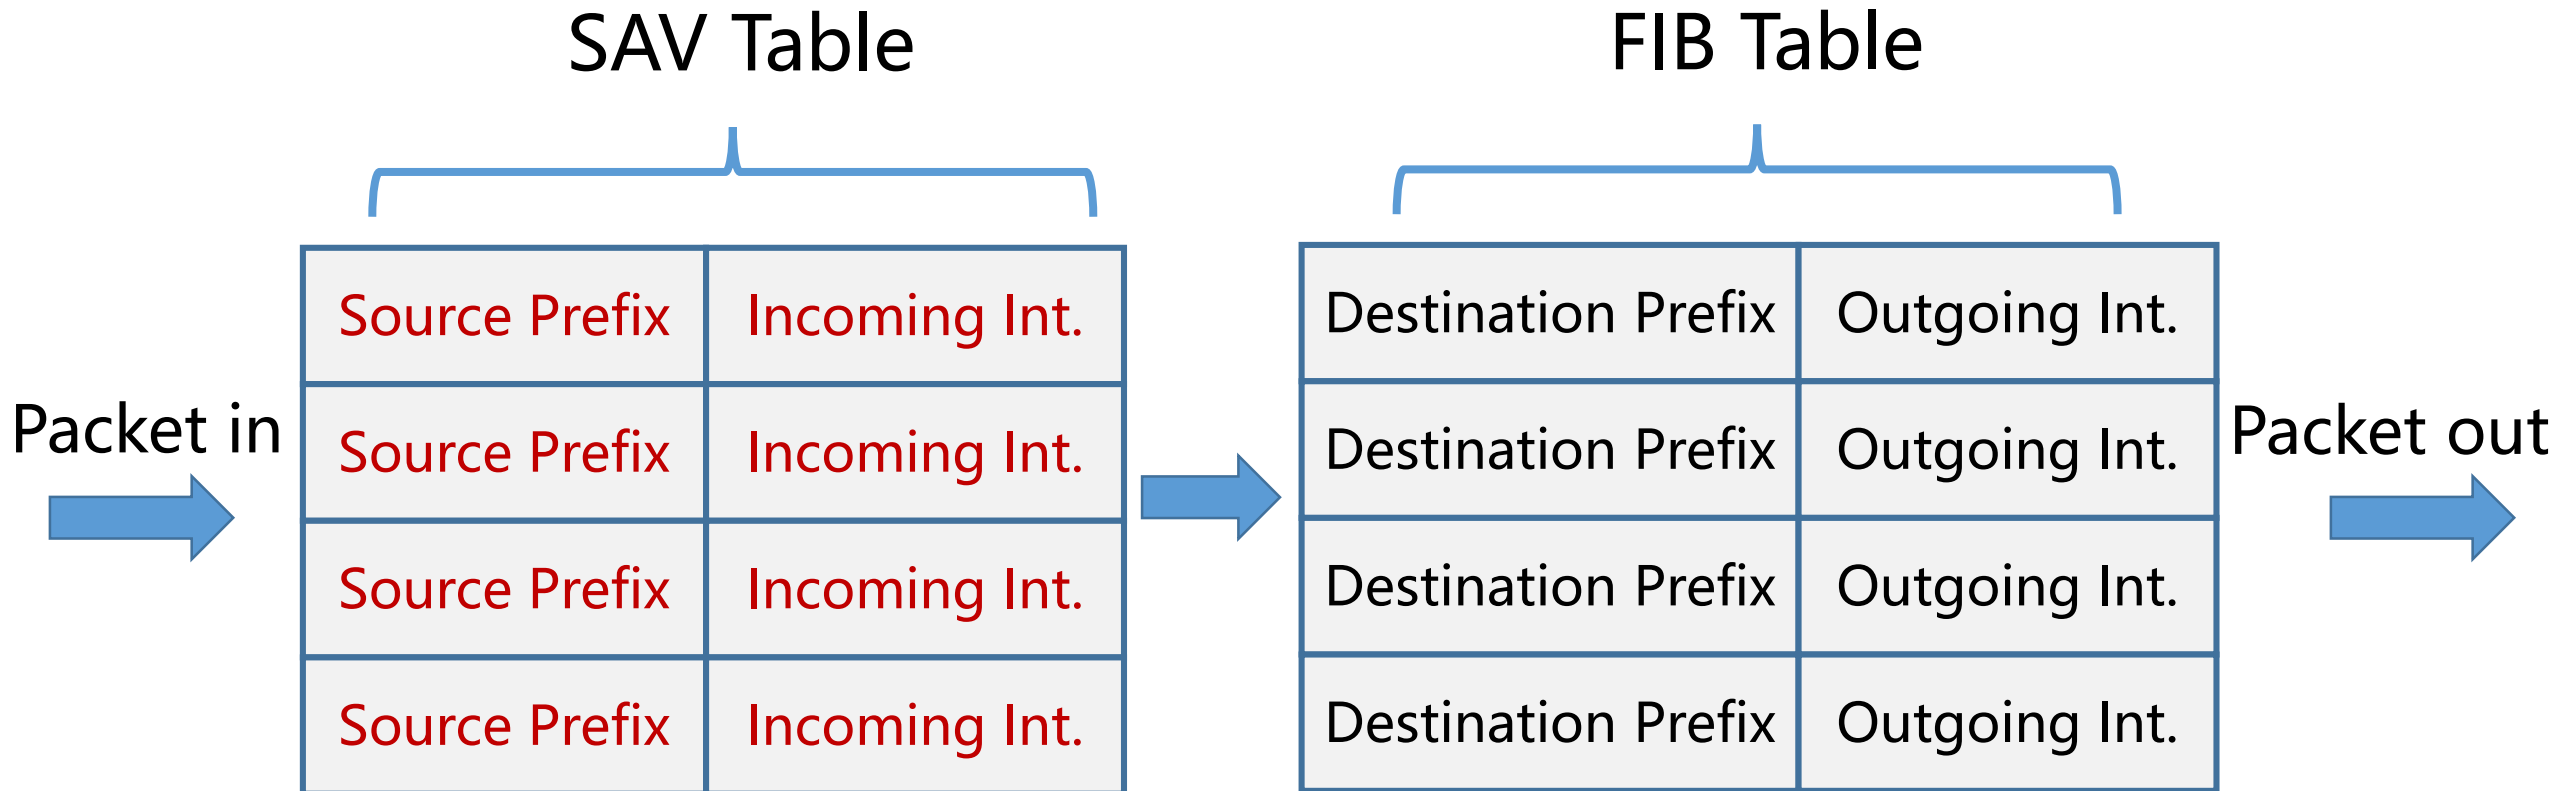 SAV Table
FIB Table
Packet in
Source Prefix Incoming Int.
Source Prefix Incoming Int.
Source Prefix Incoming Int.
Source Prefix Incoming Int.
Destination Prefix Outgoing Int.
Destination Prefix Outgoing Int.
Destination Prefix Outgoing Int.
Destination Prefix Outgoing Int.
Packet out